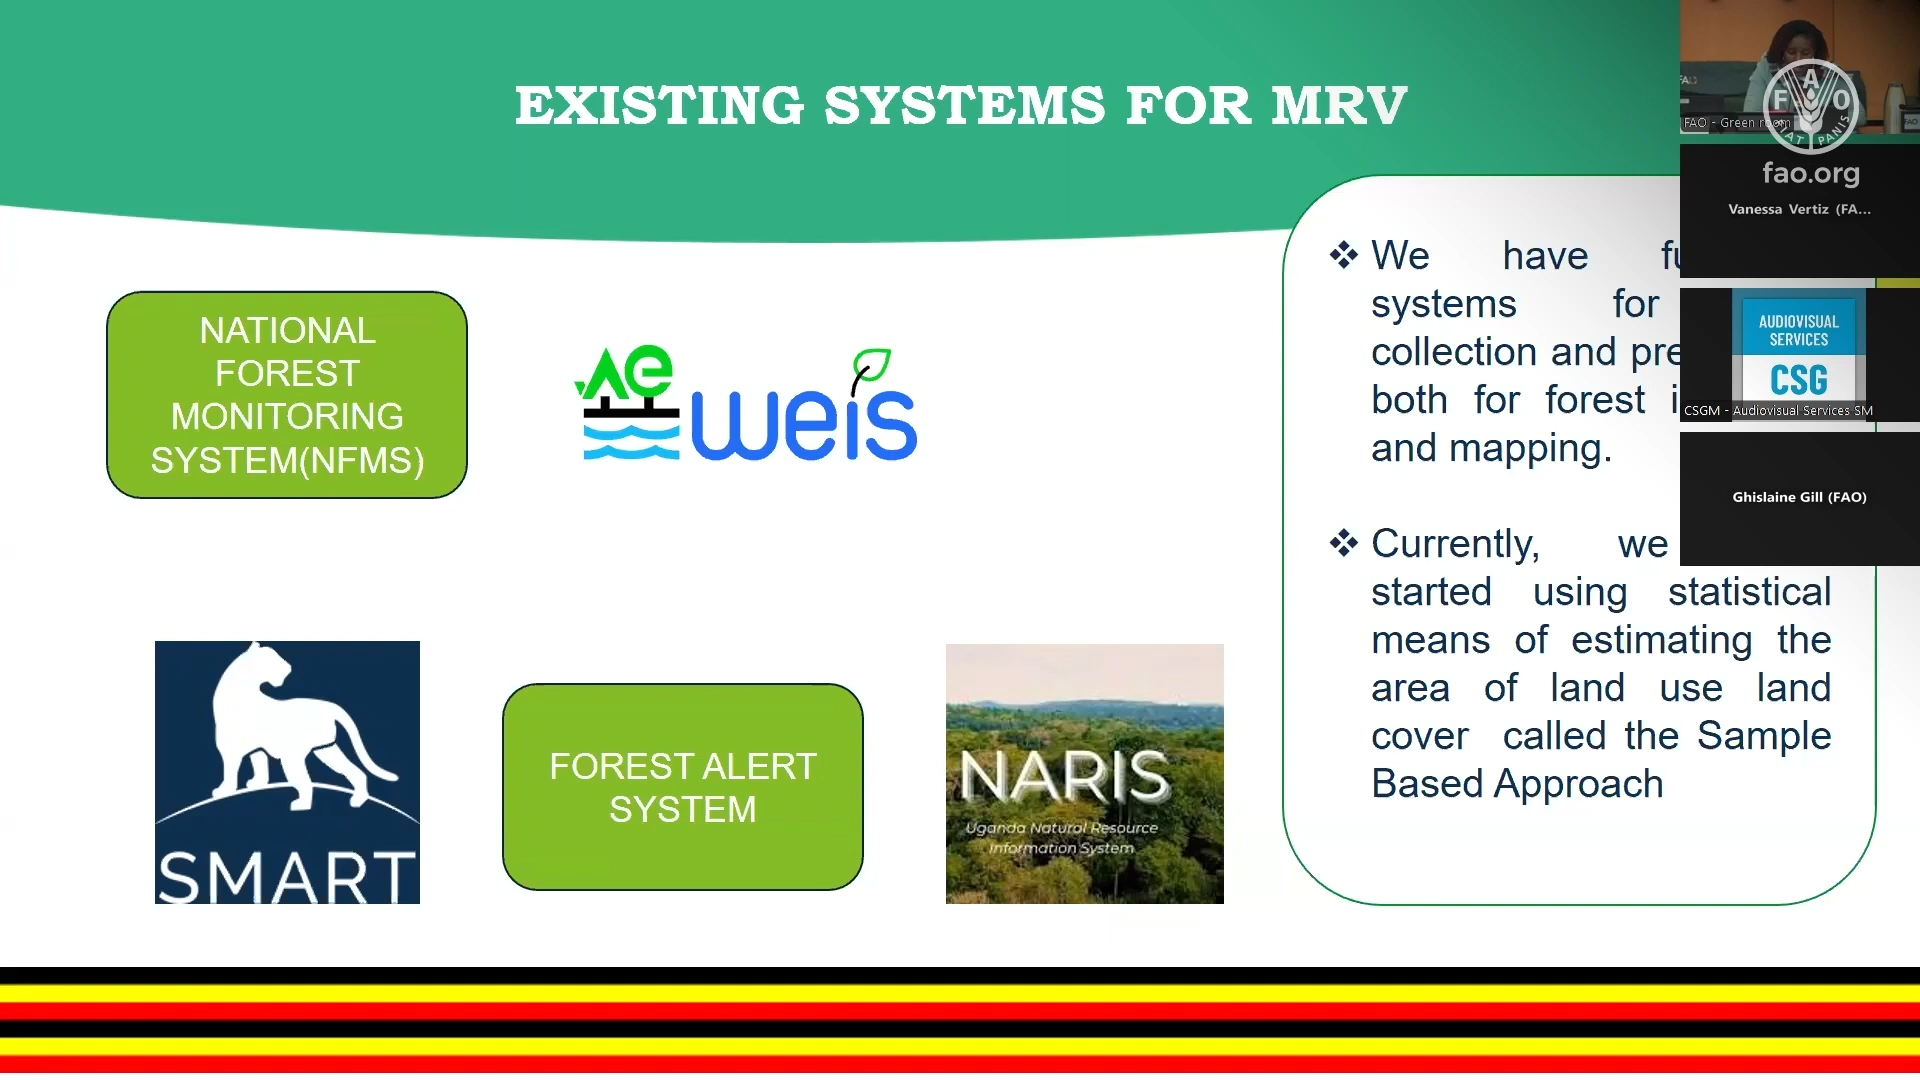 EXISTING SYSTEMS FOR MRV
NATIONAL
FOREST
MONITORING
SYSTEM(NFMS)
weis
SMART
FOREST ALERT
SYSTEM
NARIS
Uganda Natural Resource
Information System
We have
systems for
collection and
both for forest
and mapping.
Currently, we
started using statistical
means of estimating the
area of land use land
cover called the Sample
Based Approach
FAO - Green room
FAO
FIAT PANIS
fao.org
Vanessa Vertiz (FA...
AUDIOVISUAL
SERVICES
CSG
CSGM - Audiovisual Services SM
Ghislaine Gill (FAO)